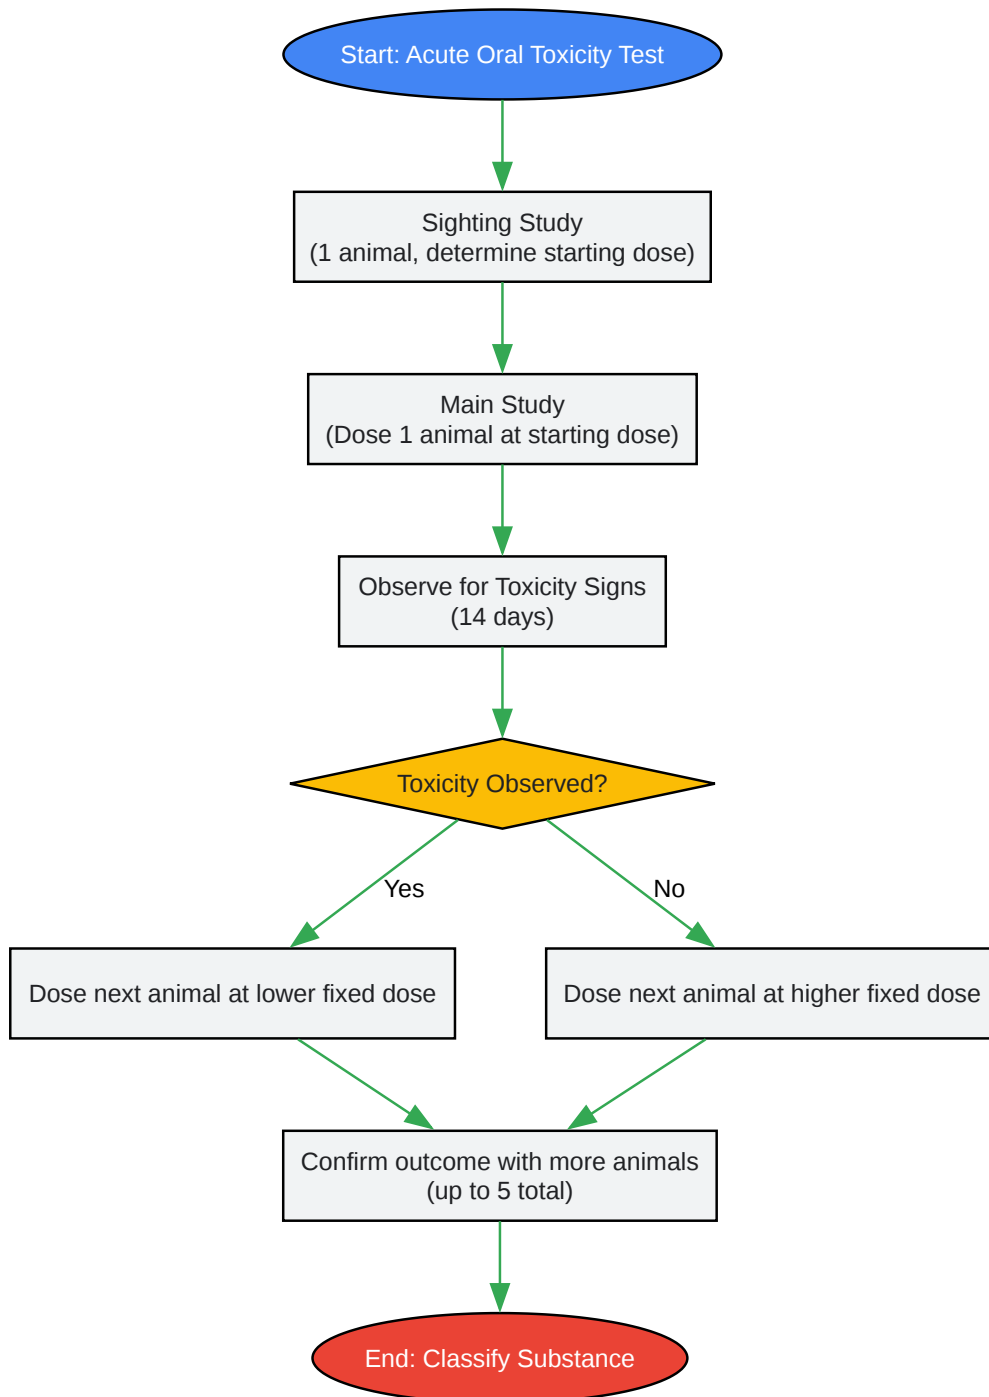 Start: Acute Oral Toxicity Test
Sighting Study
(1 animal, determine starting dose)
Main Study
(Dose 1 animal at starting dose)
Observe for Toxicity Signs
(14 days)
Toxicity Observed?
Yes
No
Dose next animal at lower fixed dose
Dose next animal at higher fixed dose
Confirm outcome with more animals
(up to 5 total)
End: Classify Substance